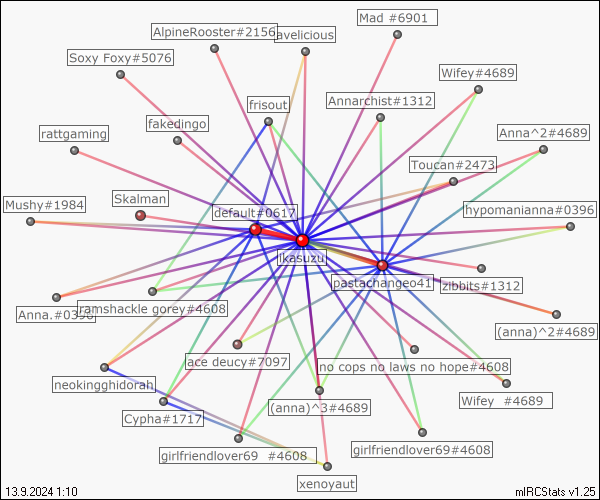 Mad #6901
AlpineRooster#2156
avelicious
Soxy Foxy#5076
Wifey#4689
frisout
Annarchist#1312
fakedingo
rattgaming
Anna^2#4689
Toucan#2473
Skalman
Mushy#1984
default#0617
hypomanianna#0396
ikasuzu
pastachangeo41
zibbits#1312
Anna.#0396
ramshackle gorey#4608
(anna)^2#4689
ace deucy#7097
no cops no laws no hope#4608
neokingghidorah
Cypha#1717
(anna)^3#4689
Wifey #4689
girlfriendlover69 #4608
girlfriendlover69#4608
xenoyaut
13.9.2024 1:10
mIRCStats v1.25